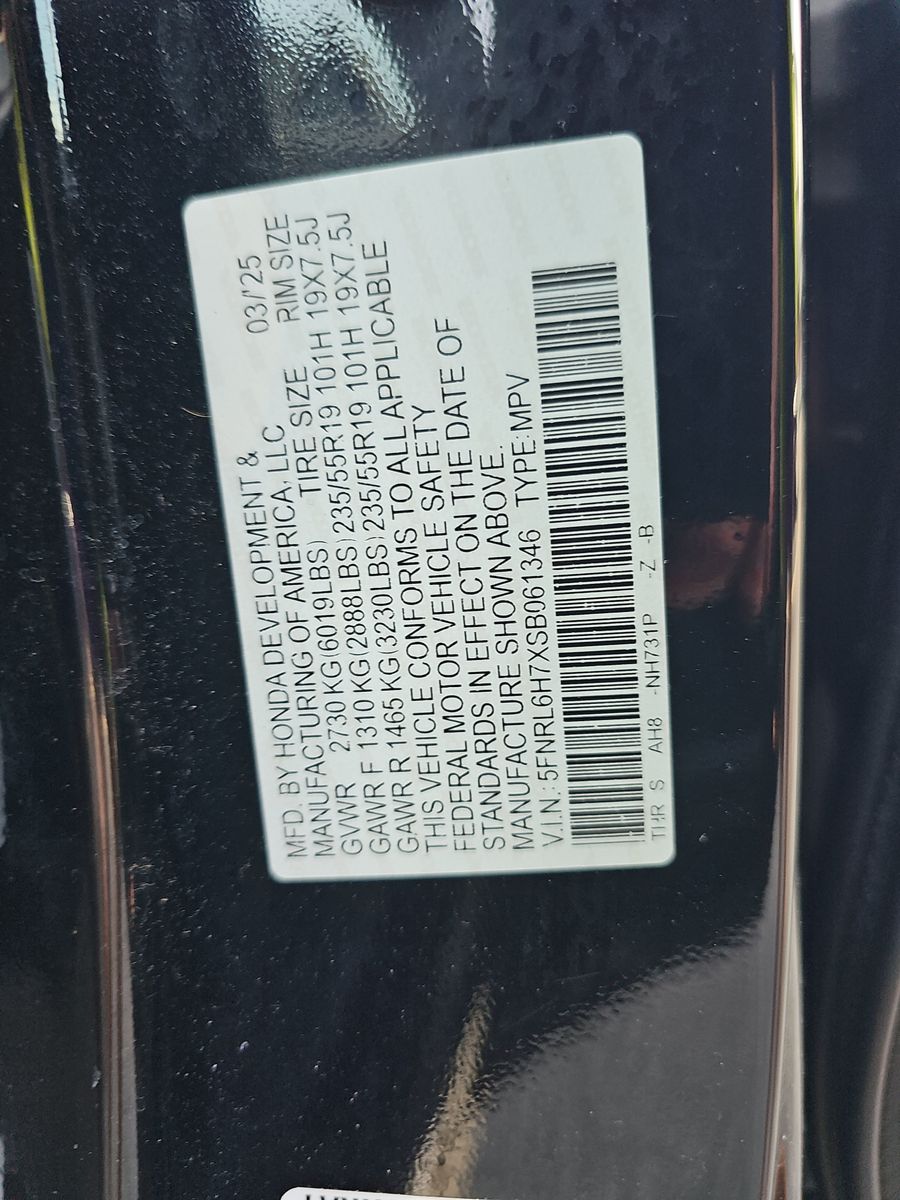 MFD. BY HONDA DEVELOPMENT & 03/'25
MANUFACTURING OF AMERICA, LLC RIM SIZE
GVWR 2730 KG(6019LBS) TIRE SIZE
GAWR F 1310 KG(2888LBS) 235/55R19 101H 19X7.5J
GAWR R 1465 KG(3230LBS) 235/55R19 101H 19X7.5J
THIS VEHICLE CONFORMS TO ALL APPLICABLE
FEDERAL MOTOR VEHICLE SAFETY
STANDARDS IN EFFECT ON THE DATE OF
MANUFACTURE SHOWN ABOVE.
V.I.N.:5FNRL6H7XSB061346 TYPE:MPV
THR S AH8 -NH731P -Z -B